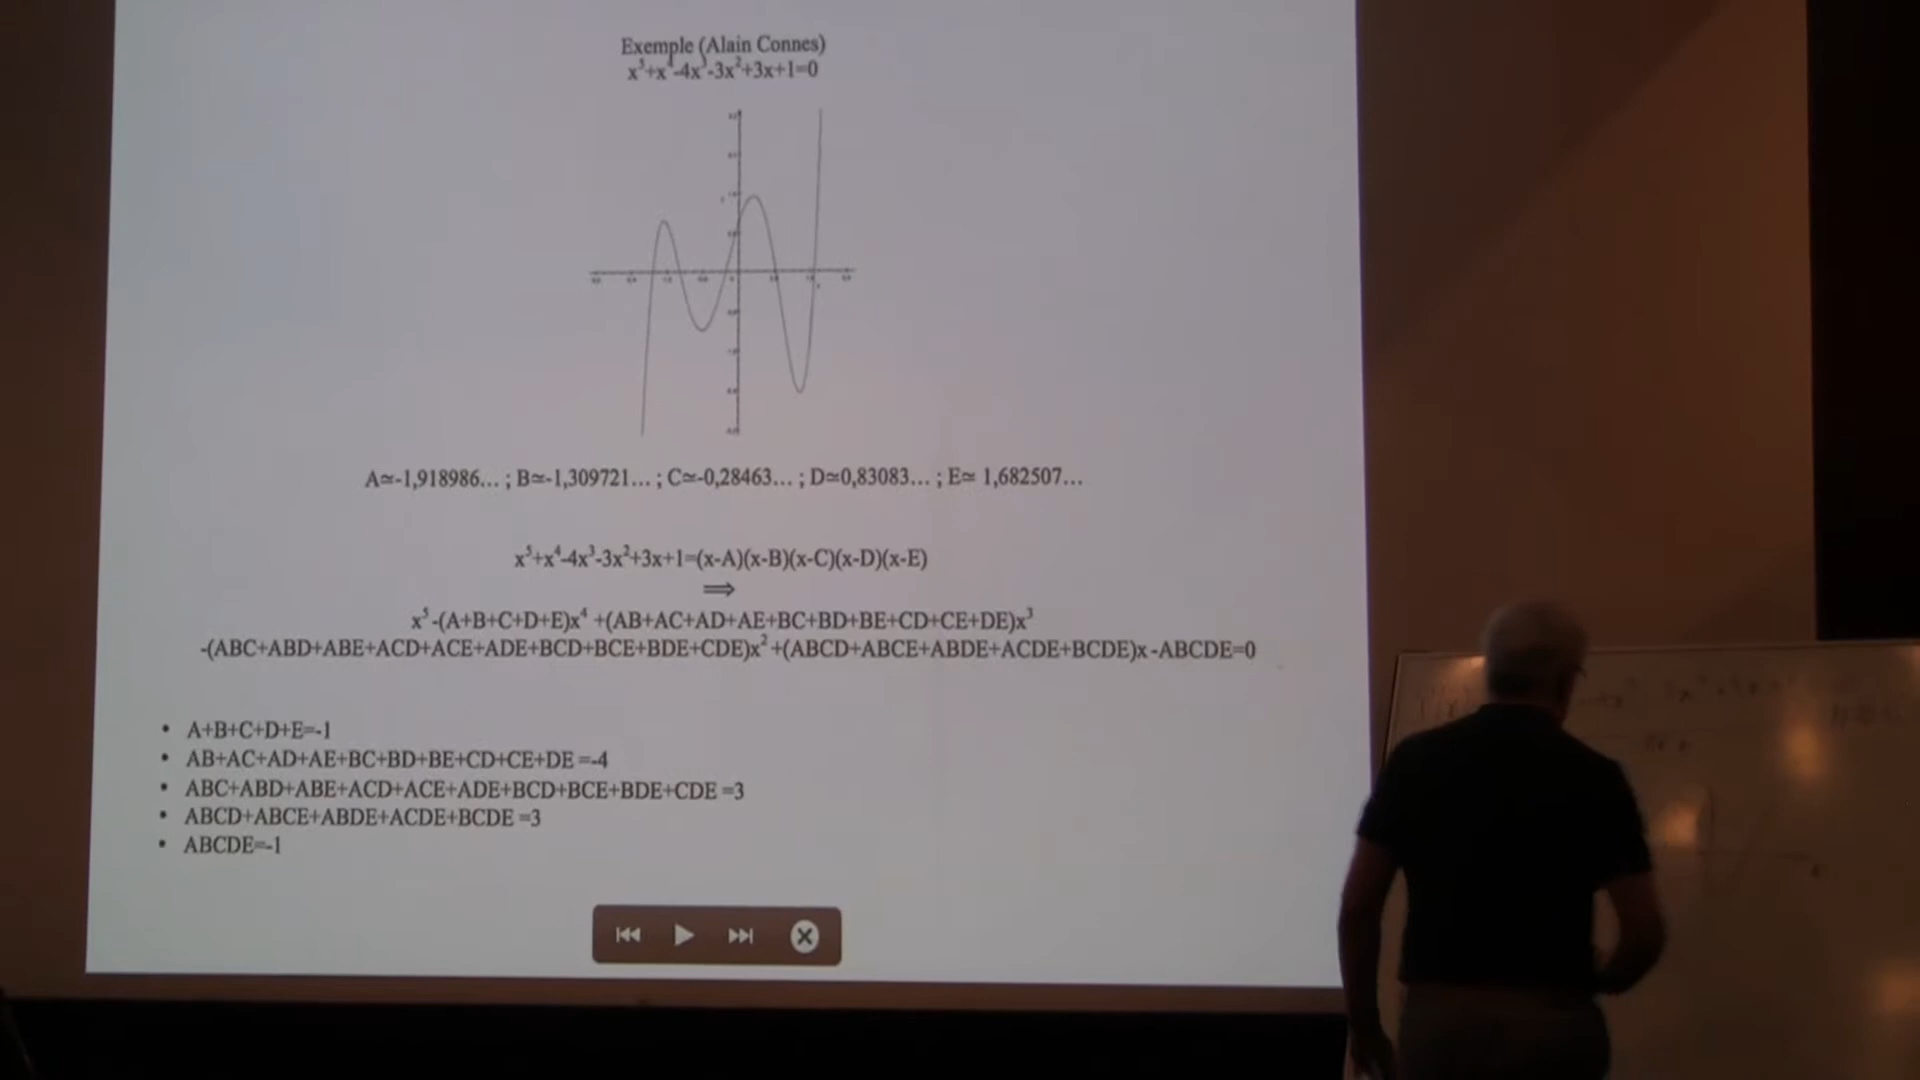 Exemple (Alain Connes)
x⁵+x⁴-4x³-3x²+3x+1=0
A≃-1,918986... ; B≃-1,309721... ; C≃-0,28463... ; D≃0,83083... ; E≃ 1,682507...
x⁵+x⁴-4x³-3x²+3x+1=(x-A)(x-B)(x-C)(x-D)(x-E)
⟹
x⁵-(A+B+C+D+E)x⁴ +(AB+AC+AD+AE+BC+BD+BE+CD+CE+DE)x³
-(ABC+ABD+ABE+ACD+ACE+ADE+BCD+BCE+BDE+CDE)x²+(ABCD+ABCE+ABDE+ACDE+BCDE)x-ABCDE=0
• A+B+C+D+E=-1
• AB+AC+AD+AE+BC+BD+BE+CD+CE+DE =-4
• ABC+ABD+ABE+ACD+ACE+ADE+BCD+BCE+BDE+CDE =3
• ABCD+ABCE+ABDE+ACDE+BCDE =3
• ABCDE=-1